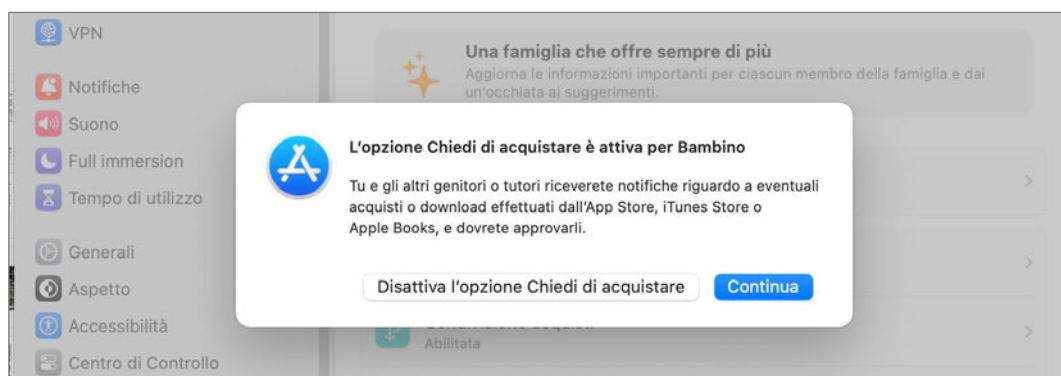 VPN
Notifiche
Suono
Full immersion
Tempo di utilizzo
Generali
Aspetto
Accessibilità
Centro di Controllo
Una famiglia che offre sempre di più
Aggiorna le informazioni importanti per ciascun membro della famiglia e dai
un'occhiata ai suggerimenti.
L'opzione Chiedi di acquistare è attiva per Bambino
Tu e gli altri genitori o tutori riceverete notifiche riguardo a eventuali
acquisti o download effettuati dall'App Store, iTunes Store o
Apple Books, e dovrete approvarli.
Disattiva l'opzione Chiedi di acquistare
Continua
Abilitata